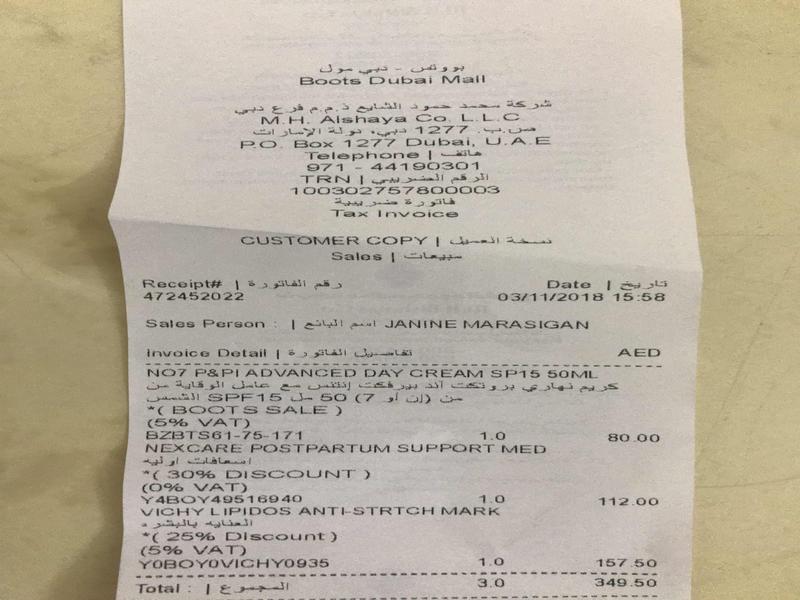 بووتس - دبي مول
Boots Dubai Mall
شركة محمد حمود الشايع ذ.م.م فرع دبي
M.H. Alshaya Co. L.L.C
ص.ب. 1277 دبي، دولة الإمارات
P.O. Box 1277 Dubai, U.A.E
Telephone | هاتف
971 - 44190301
TRN | الرقم الضريبي
100302757800003
فاتورة ضريبية
Tax Invoice
CUSTOMER COPY | نسخة العميل
Sales | مبيعات
Receipt# | رقم الفاتورة Date | تاريخ
472452022 03/11/2018 15:58
Sales Person : | اسم البائع JANINE MARASIGAN
Invoice Detail | تفاصيل الفاتورة AED
NO7 P&PI ADVANCED DAY CREAM SP15 50ML
كريم نهاري بروتكت آند بيرفكت إنتنس مع عامل الوقاية من
الشمس SPF15 من (إن أو 7) 50 مل
*( BOOTS SALE )
(5% VAT)
BZBTS61-75-171 1.0 80.00
NEXCARE POSTPARTUM SUPPORT MED
اسعافات اوليه
*( 30% DISCOUNT )
(0% VAT)
Y4BOY49516940 1.0 112.00
VICHY LIPIDOS ANTI-STRTCH MARK
العنايه بالبشره
*( 25% Discount )
(5% VAT)
Y0BOY0VICHY0935 1.0 157.50
Total : | المجموع 3.0 349.50